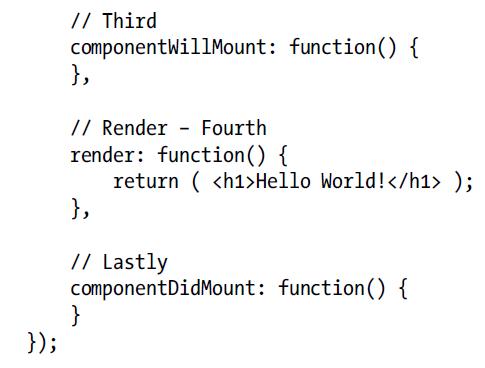 // Third
componentWillMount: function() {
},
// Render – Fourth
render: function() {
return ( <h1>Hello World!</h1> );
},
// Lastly
componentDidMount: function() {
}
});